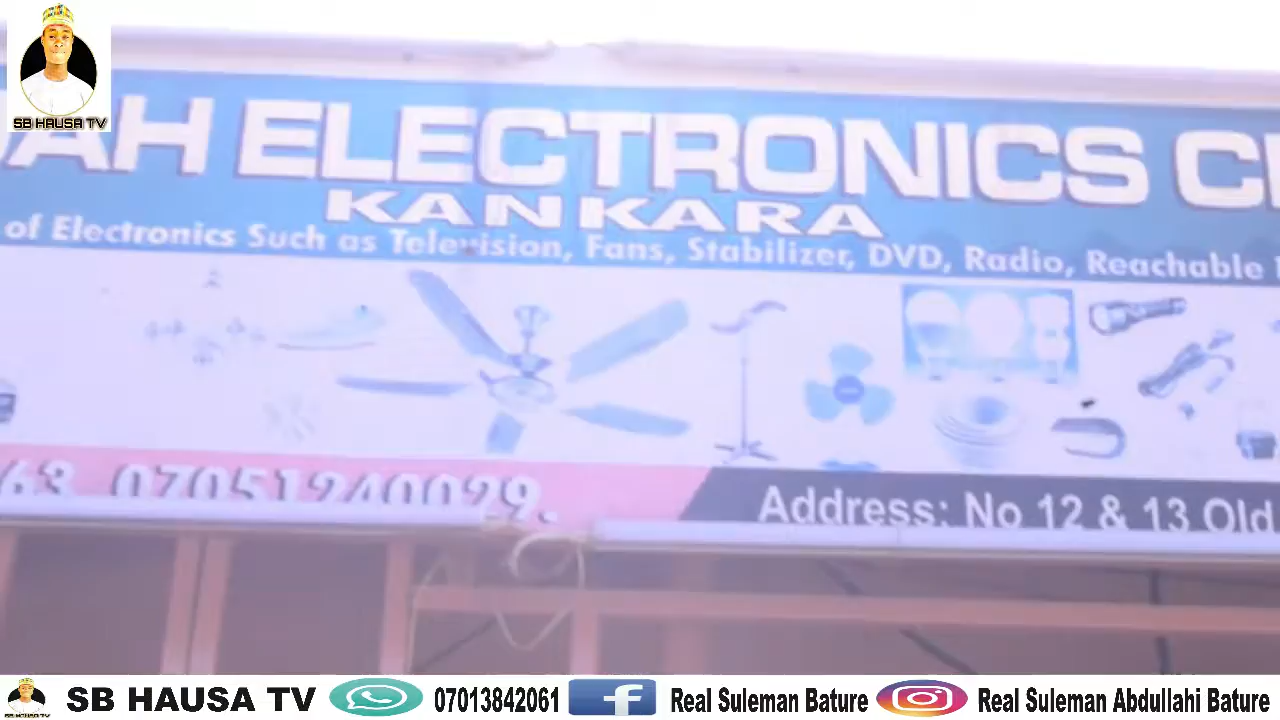 SB HAUSA TV
AH ELECTRONICS
KANKARA
of Electronics Such as Television, Fans, Stabilizer, DVD, Radio, Reachable
63, 07051240029.
Address: No 12 & 13 Old
SB HAUSA TV 07013842061 Real Suleman Bature Real Suleman Abdullahi Bature